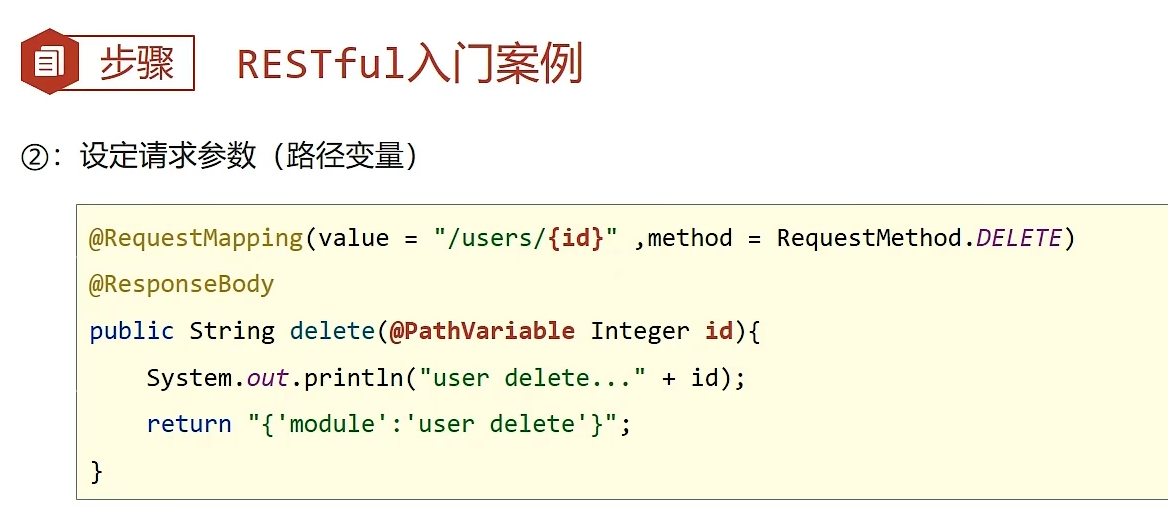 步骤 RESTful入门案例
②：设定请求参数（路径变量）
@RequestMapping(value = "/users/{id}" ,method = RequestMethod.DELETE)
@ResponseBody
public String delete(@PathVariable Integer id){
    System.out.println("user delete..." + id);
    return "{'module':'user delete'}";
}